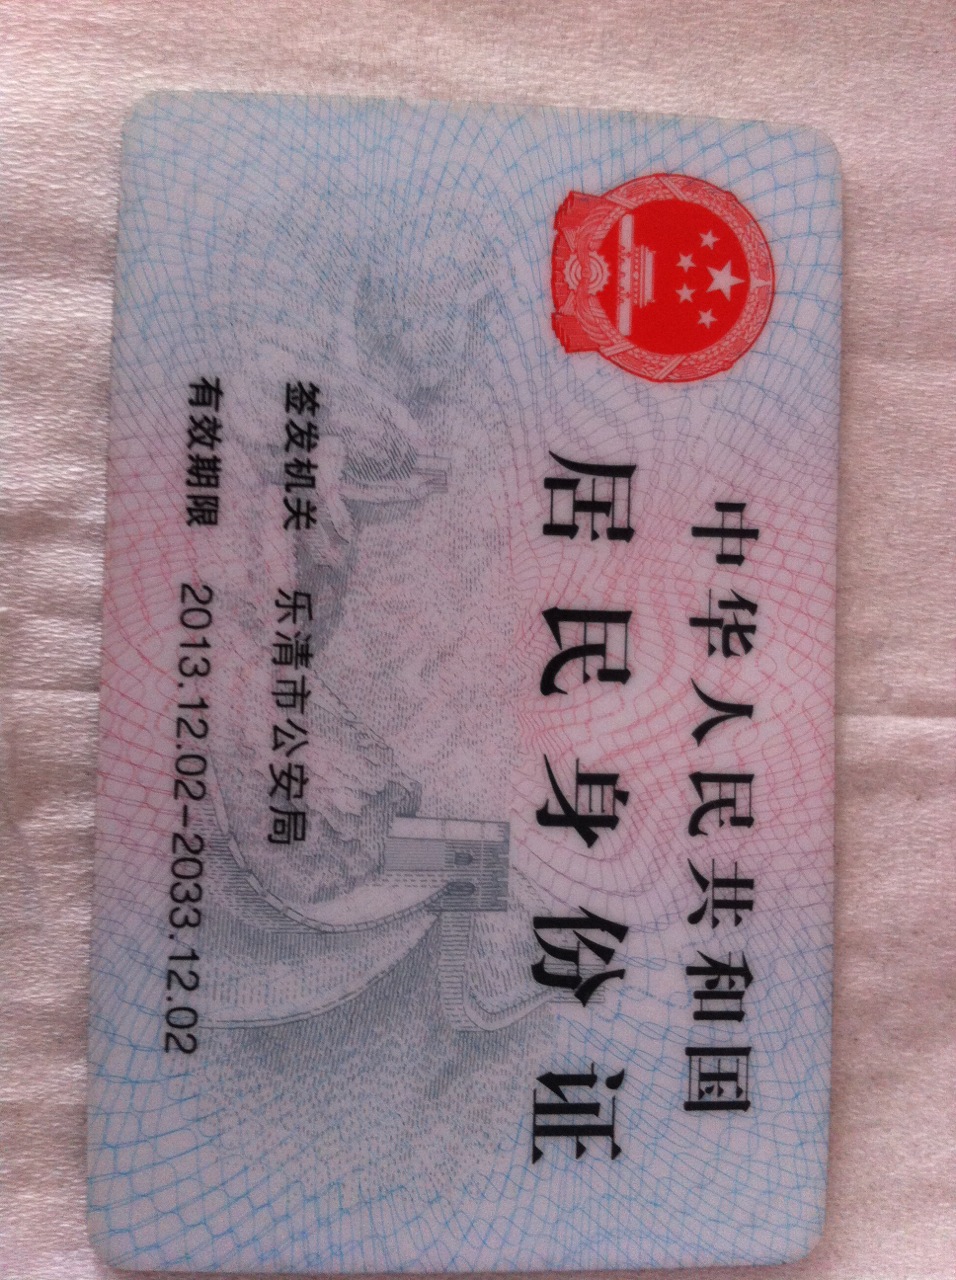 中华人民共和国
居民身份证
签发机关 乐清市公安局
有效期限 2013.12.02-2033.12.02